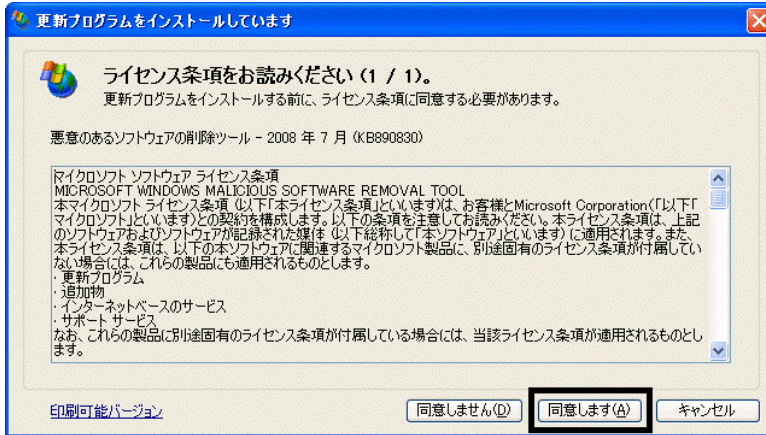 更新プログラムをインストールしています
ライセンス条項をお読みください (1 / 1)。
更新プログラムをインストールする前に、ライセンス条項に同意する必要があります。
悪意のあるソフトウェアの削除ツール - 2008 年 7 月 (KB890830)
マイクロソフト ソフトウェア ライセンス条項
MICROSOFT WINDOWS MALICIOUS SOFTWARE REMOVAL TOOL
本マイクロソフト ライセンス条項 (以下「本ライセンス条項」といいます)は、お客様とMicrosoft Corporation(「以下「
マイクロソフト」といいます)との契約を構成します。以下の条項を注意してお読みください。本ライセンス条項は、上記
のソフトウェアおよびソフトウェアが記録された媒体 (以下総称して「本ソフトウェア」といいます) に適用されます。また、
本ライセンス条項は、以下の本ソフトウェアに関連するマイクロソフト製品に、別途固有のライセンス条項が付属してい
ない場合には、これらの製品にも適用されるものとします。
・更新プログラム
・追加物
・インターネットベースのサービス
・サポート サービス
なお、これらの製品に別途固有のライセンス条項が付属している場合には、当該ライセンス条項が適用されるものとし
ます。
印刷可能バージョン
同意しません(D)
同意します(A)
キャンセル